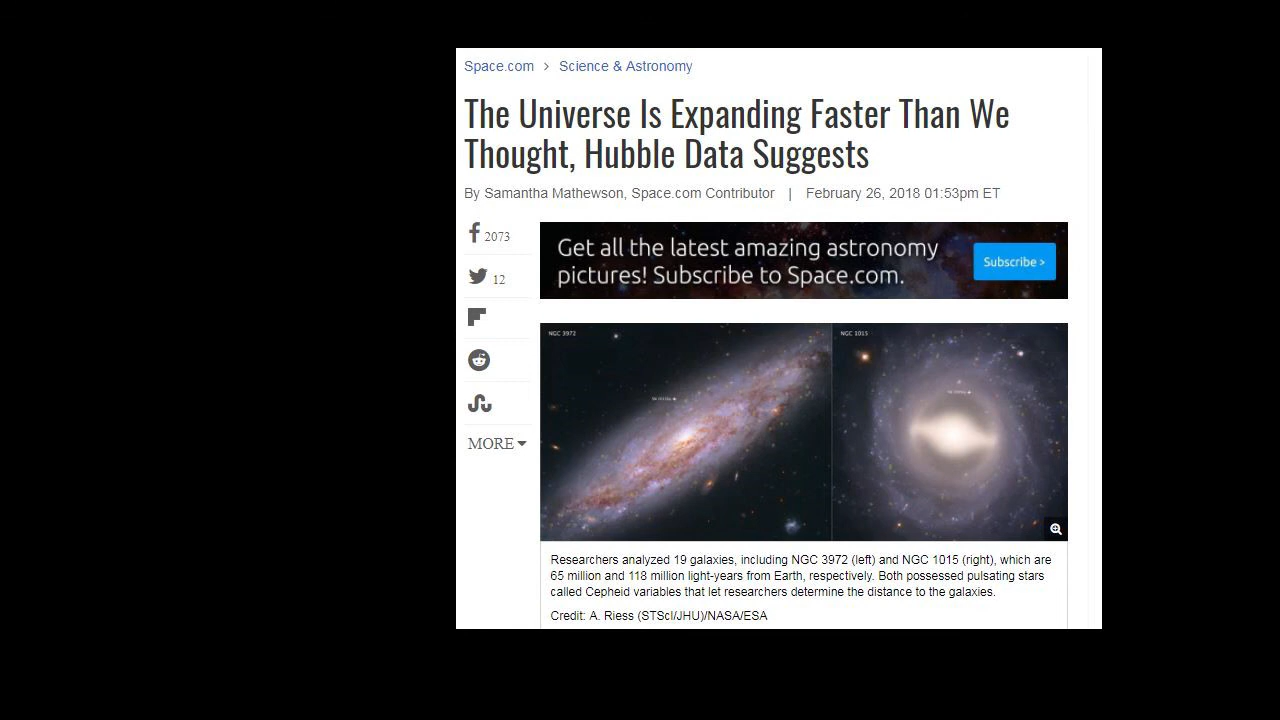 Space.com > Science & Astronomy
The Universe Is Expanding Faster Than We
Thought, Hubble Data Suggests
By Samantha Mathewson, Space.com Contributor | February 26, 2018 01:53pm ET
2073
12
MORE
Get all the latest amazing astronomy
pictures! Subscribe to Space.com.
Subscribe >
NGC 3972
NGC 1015
Researchers analyzed 19 galaxies, including NGC 3972 (left) and NGC 1015 (right), which are
65 million and 118 million light-years from Earth, respectively. Both possessed pulsating stars
called Cepheid variables that let researchers determine the distance to the galaxies.
Credit: A. Riess (STScI/JHU)/NASA/ESA